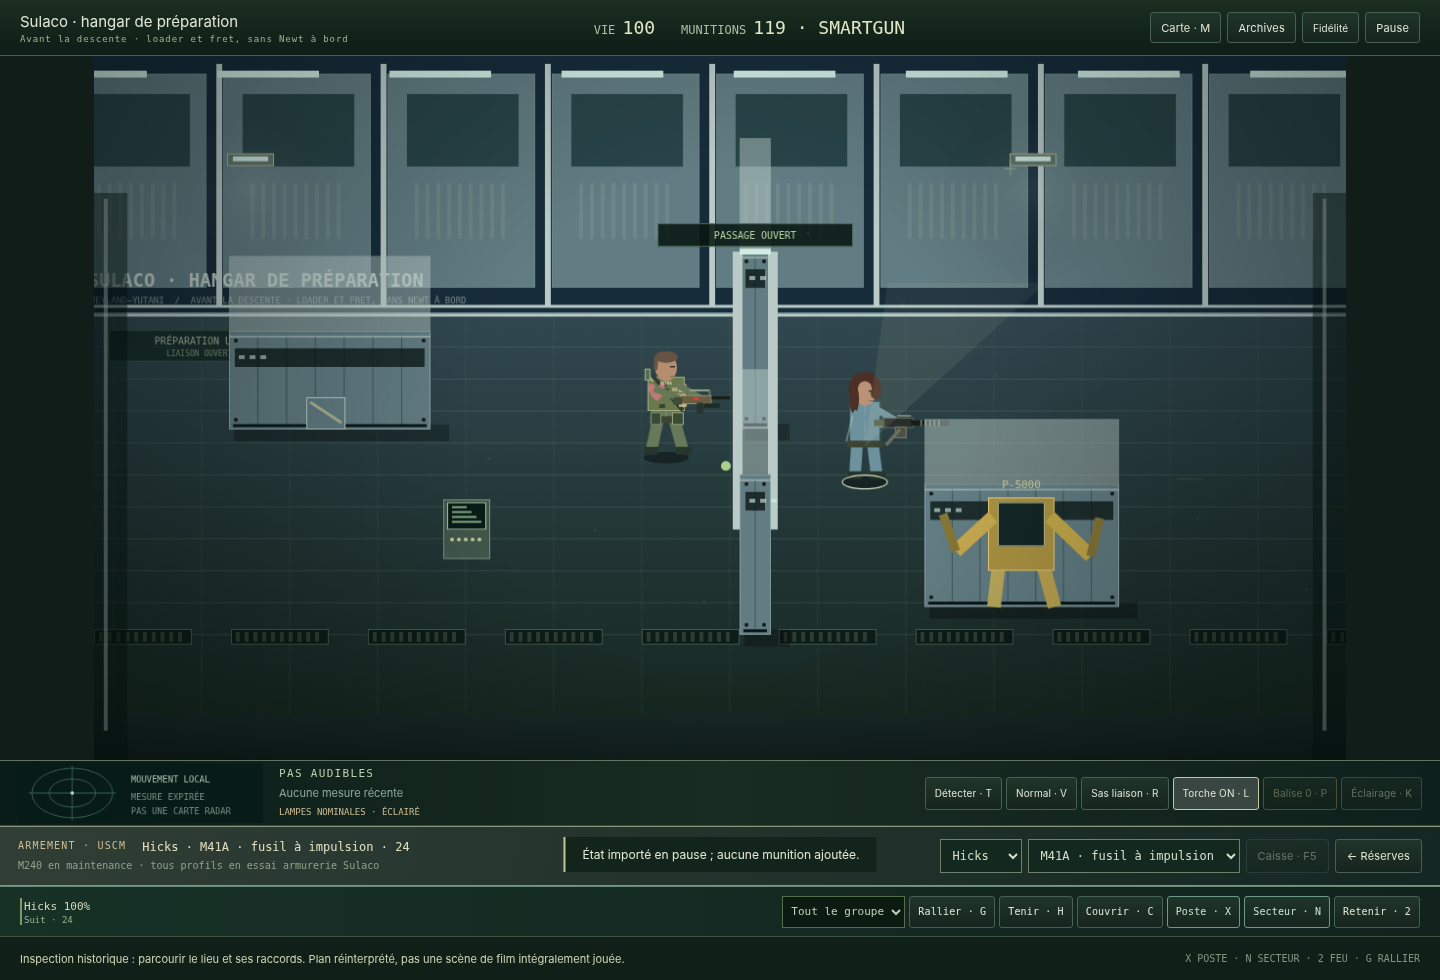 Sulaco · hangar de préparation
Avant la descente · loader et fret, sans Newt à bord
VIE 100 MUNITIONS 119 · SMARTGUN
Carte · M
Archives
Fidélité
Pause
PASSAGE OUVERT
SULACO · HANGAR DE PRÉPARATION
WEYLAND-YUTANI / AVANT LA DESCENTE · LOADER ET FRET, SANS NEWT À BORD
PRÉPARATION
LIAISON OUVER
P-5000
MOUVEMENT LOCAL
MESURE EXPIRÉE
PAS UNE CARTE RADAR
PAS AUDIBLES
Aucune mesure récente
LAMPES NOMINALES · ÉCLAIRÉ
Détecter · T
Normal · V
Sas liaison · R
Torche ON · L
Balise 0 · P
Éclairage · K
ARMEMENT · USCM Hicks · M41A · fusil à impulsion · 24
M240 en maintenance · tous profils en essai armurerie Sulaco
État importé en pause ; aucune munition ajoutée.
Hicks
M41A · fusil à impulsion
Caisse · F5
← Réserves
Hicks 100%
Suit · 24
Tout le groupe
Rallier · G
Tenir · H
Couvrir · C
Poste · X
Secteur · N
Retenir · 2
Inspection historique : parcourir le lieu et ses raccords. Plan réinterprété, pas une scène de film intégralement jouée.
X POSTE · N SECTEUR · 2 FEU · G RALLIER